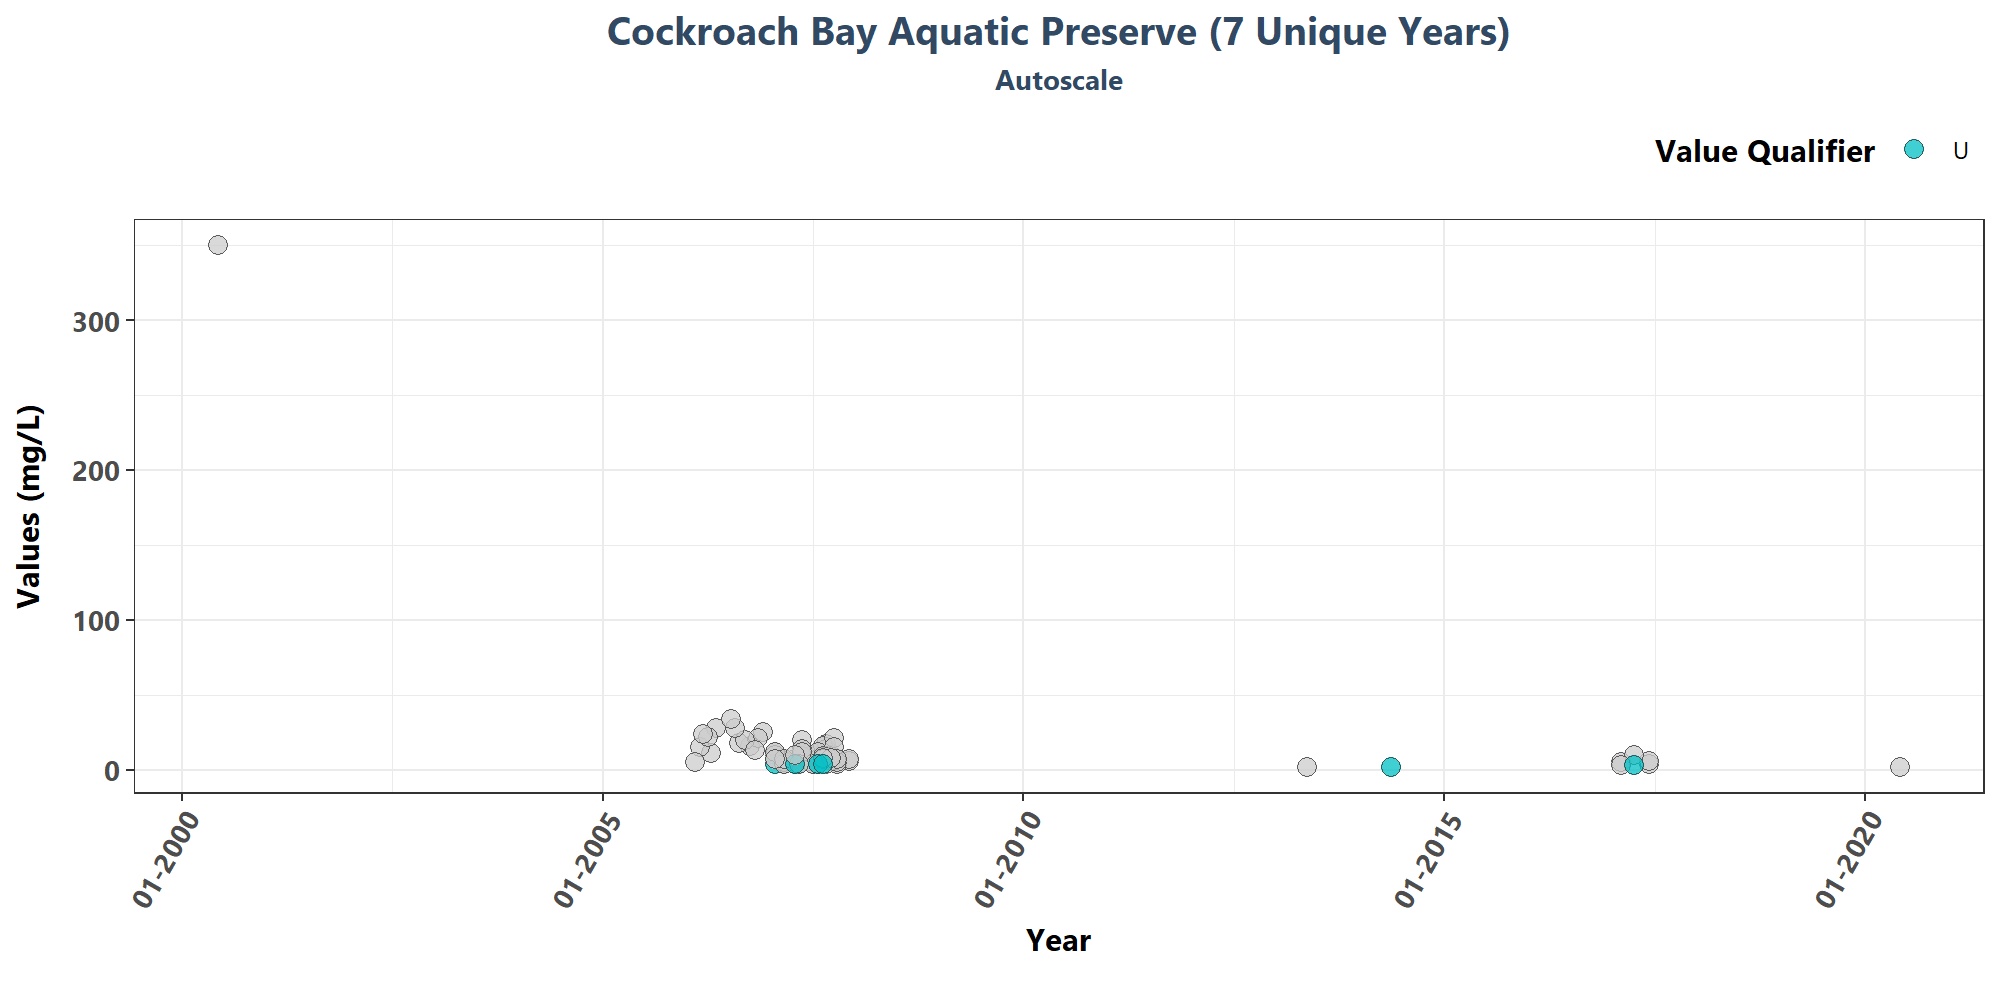 Cockroach Bay Aquatic Preserve (7 Unique Years)
Autoscale
Value Qualifier U
Values (mg/L)
300
200
100
0
01-2000 01-2005 01-2010 01-2015 01-2020
Year